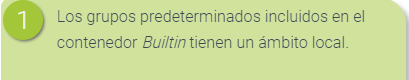 1
Los grupos predeterminados incluidos en el
contenedor Builtin tienen un ámbito local.